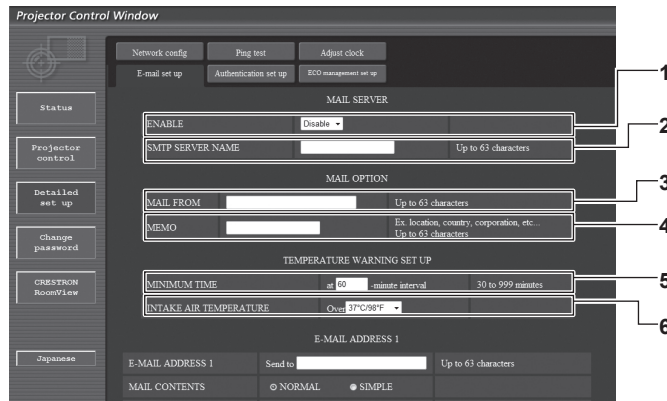 Projector Control Window
Network config Ping test Adjust clock
E-mail set up Authentication set up ECO management set up
Status
Projector control
Detailed set up
Change password
CRESTRON RoomView
Japanese
MAIL SERVER
ENABLE Disable
SMTP SERVER NAME Up to 63 characters
MAIL OPTION
MAIL FROM Up to 63 characters
MEMO Ex. location, country, corporation, etc...
Up to 63 characters
TEMPERATURE WARNING SET UP
MINIMUM TIME at 60 -minute interval 30 to 999 minutes
INTAKE AIR TEMPERATURE Over 37°C/98°F
E-MAIL ADDRESS 1
E-MAIL ADDRESS 1 Send to Up to 63 characters
MAIL CONTENTS NORMAL SIMPLE
1
2
3
4
5
6